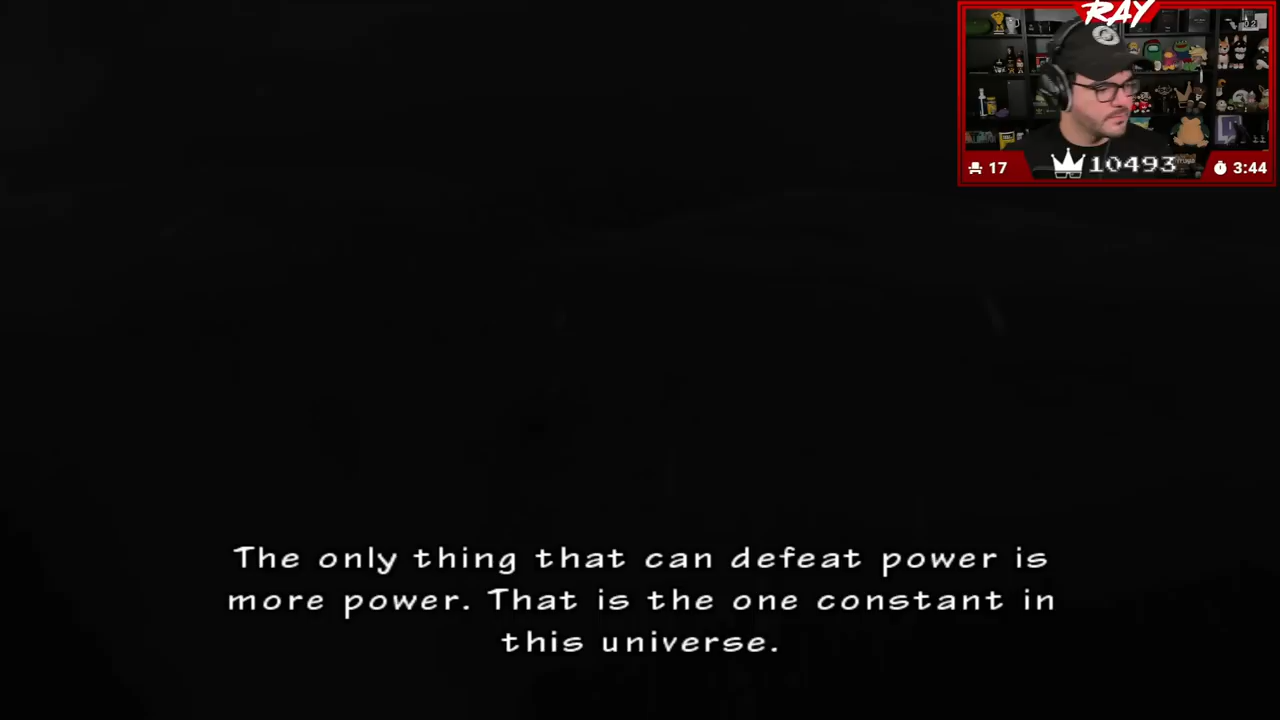 RAY
17
10493
3:44
The only thing that can defeat power is
more power. That is the one constant in
this universe.